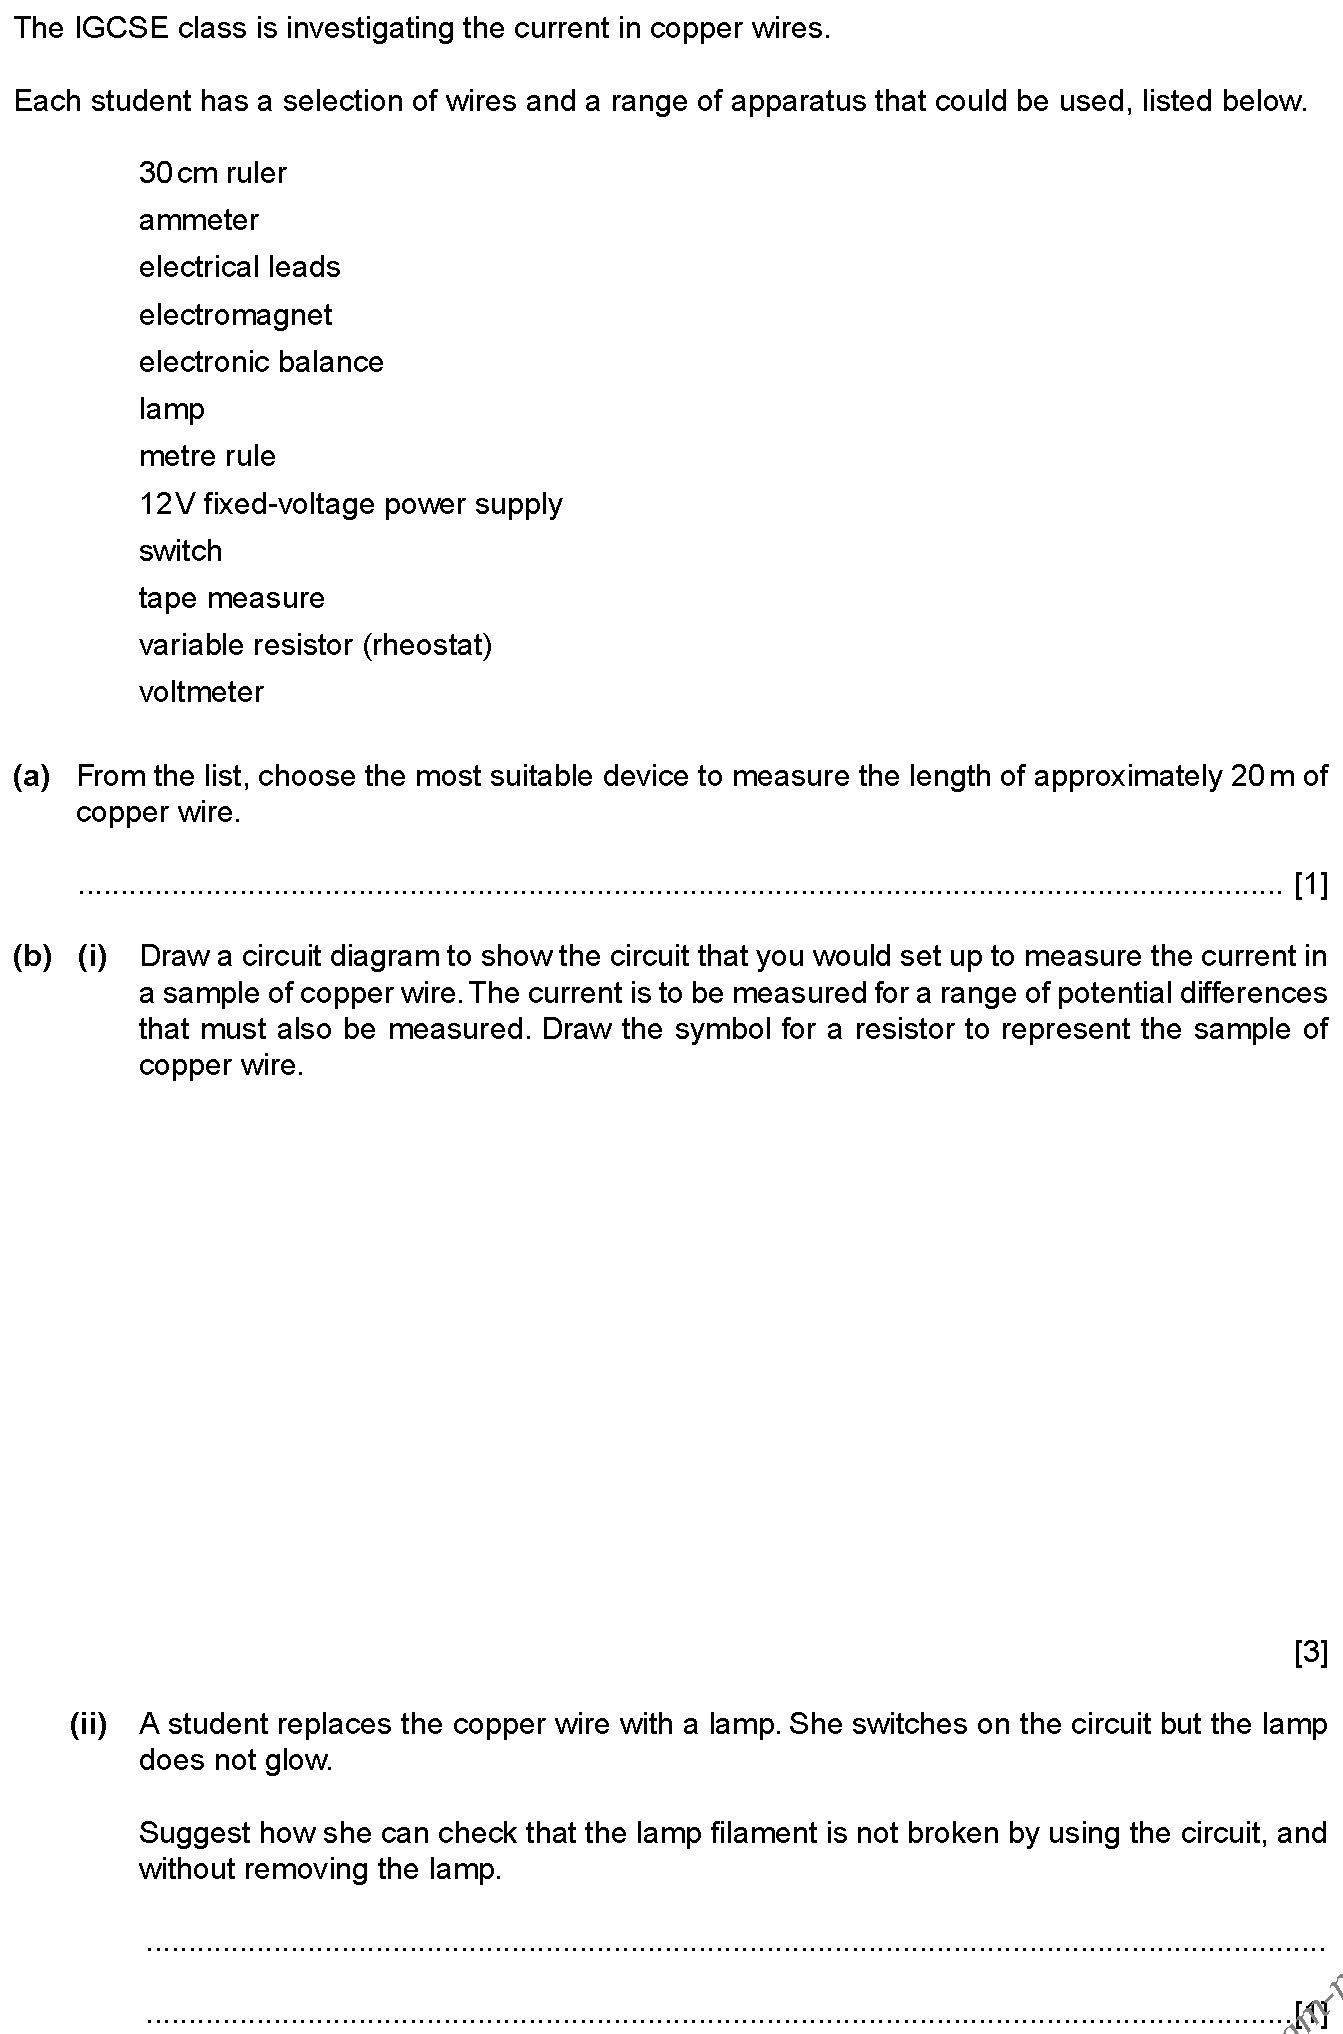 The IGCSE class is investigating the current in copper wires.
Each student has a selection of wires and a range of apparatus that could be used, listed below.
30 cm ruler
ammeter
electrical leads
electromagnet
electronic balance
lamp
metre rule
12 V fixed-voltage power supply
switch
tape measure
variable resistor (rheostat)
voltmeter
(a) From the list, choose the most suitable device to measure the length of approximately 20 m of
copper wire.
.......................................................................................................................................... [1]
(b) (i) Draw a circuit diagram to show the circuit that you would set up to measure the current in
a sample of copper wire. The current is to be measured for a range of potential differences
that must also be measured. Draw the symbol for a resistor to represent the sample of
copper wire.
[3]
(ii) A student replaces the copper wire with a lamp. She switches on the circuit but the lamp
does not glow.
Suggest how she can check that the lamp filament is not broken by using the circuit, and
without removing the lamp.
..........................................................................................................................................
.....................................................................................................................................[1]